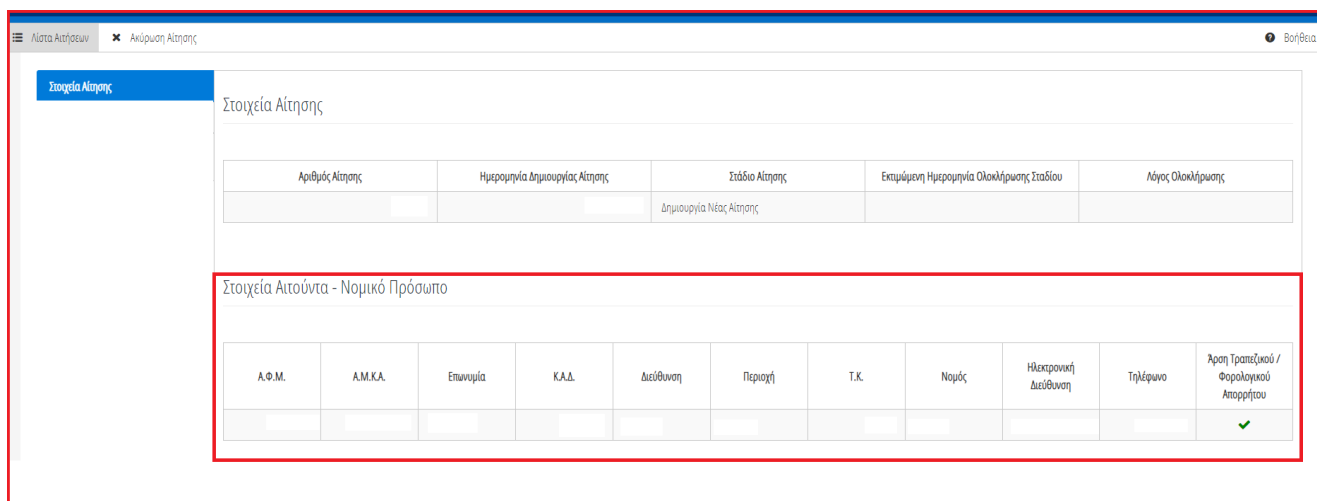 Λίστα Αιτήσεων ✖ Ακύρωση Αίτησης Βοήθεια
Στοιχεία Αίτησης
Στοιχεία Αίτησης
Αριθμός Αίτησης Ημερομηνία Δημιουργίας Αίτησης Στάδιο Αίτησης Εκτιμώμενη Ημερομηνία Ολοκλήρωσης Σταδίου Λόγος Ολοκλήρωσης
Δημιουργία Νέας Αίτησης
Στοιχεία Αιτούντα - Νομικό Πρόσωπο
Α.Φ.Μ. Α.Μ.Κ.Α. Επωνυμία Κ.Α.Δ. Διεύθυνση Περιοχή Τ.Κ. Νομός Ηλεκτρονική Διεύθυνση Τηλέφωνο Άρση Τραπεζικού / Φορολογικού Απορρήτου